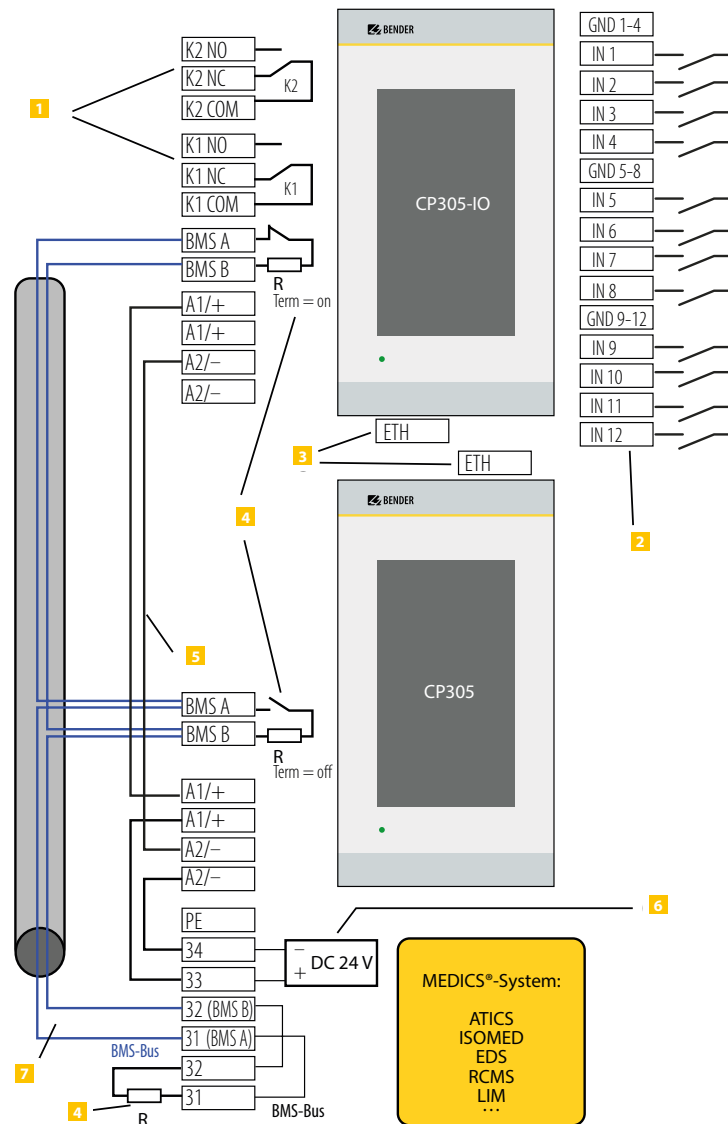 K2 NO
K2 NC
K2 COM
K2
K1 NO
K1 NC
K1 COM
K1
BMS A
BMS B
R
Term = on
A1/+
A1/+
A2/−
A2/−
1
BENDER
CP305-IO
GND 1-4
IN 1
IN 2
IN 3
IN 4
GND 5-8
IN 5
IN 6
IN 7
IN 8
GND 9-12
IN 9
IN 10
IN 11
IN 12
ETH
3
ETH
4
2
BENDER
CP305
5
BMS A
BMS B
R
Term = off
A1/+
A1/+
A2/−
A2/−
6
PE
34
33
− DC 24 V
+
32 (BMS B)
31 (BMS A)
32
31
7
BMS-Bus
4
R
BMS-Bus
MEDICS®-System:
ATICS
ISOMED
EDS
RCMS
LIM
...